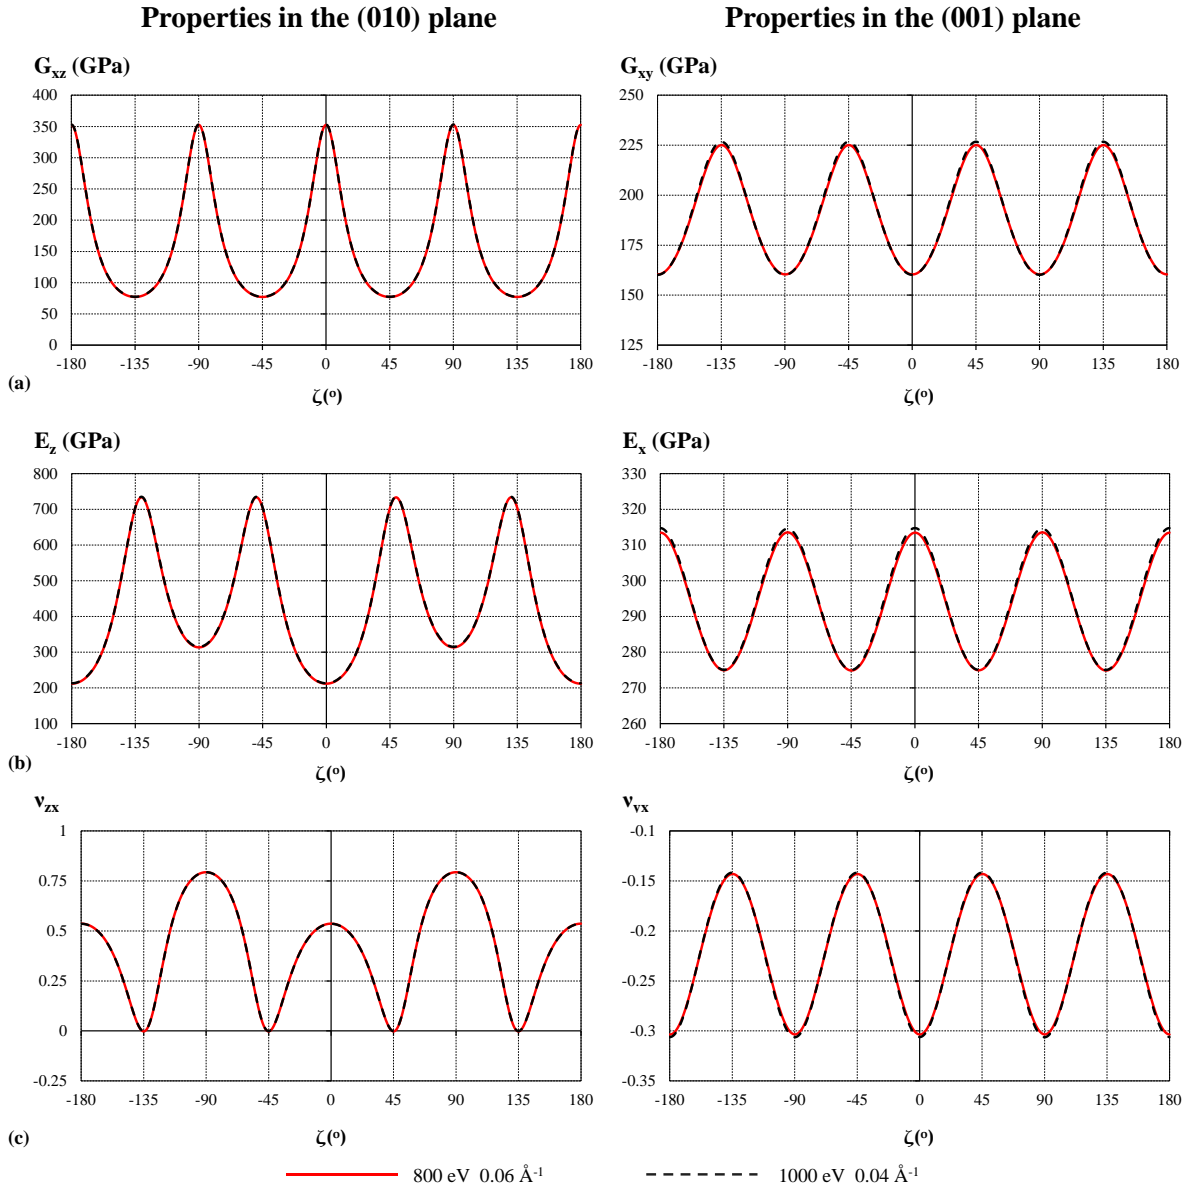 Properties in the (010) plane
Properties in the (001) plane
G_xz (GPa)
400
350
300
250
200
150
100
50
0
-180 -135 -90 -45 0 45 90 135 180
ζ(º)
G_xy (GPa)
250
225
200
175
150
125
-180 -135 -90 -45 0 45 90 135 180
ζ(º)
(a)
E_z (GPa)
800
700
600
500
400
300
200
100
-180 -135 -90 -45 0 45 90 135 180
ζ(º)
E_x (GPa)
330
320
310
300
290
280
270
260
-180 -135 -90 -45 0 45 90 135 180
ζ(º)
(b)
ν_zx
1
0.75
0.5
0.25
0
-0.25
-180 -135 -90 -45 0 45 90 135 180
ζ(º)
ν_yx
-0.1
-0.15
-0.2
-0.25
-0.3
-0.35
-180 -135 -90 -45 0 45 90 135 180
ζ(º)
(c)
800 eV 0.06 Å⁻¹
1000 eV 0.04 Å⁻¹